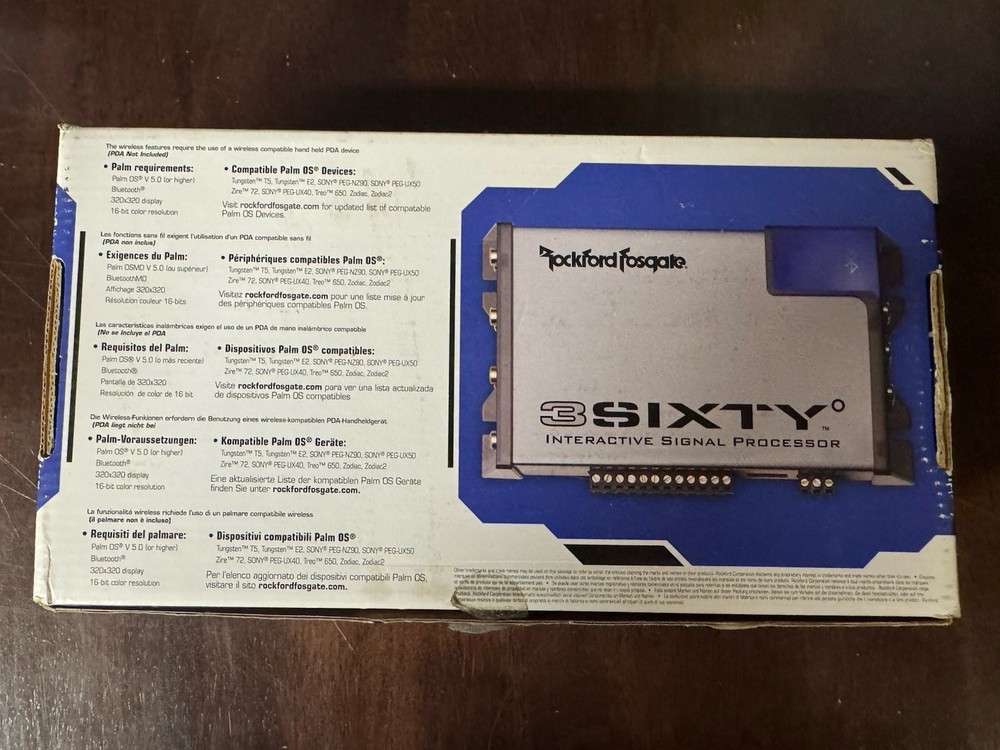 The wireless features require the use of a wireless compatible hand held PDA device
(PDA Not Included)
• Palm requirements:
Palm OS® V 5.0 (or higher)
Bluetooth®
320x320 display
16-bit color resolution
• Compatible Palm OS® Devices:
Tungsten™ T5, Tungsten™ E2, SONY® PEG-NZ90, SONY® PEG-UX50
Zire™ 72, SONY® PEG-UX40, Treo™ 650, Zodiac, Zodiac2
Visit rockfordfosgate.com for updated list of compatable
Palm OS Devices.
Les fonctions sans fil exigent l'utilisation d'un PDA compatible sans fil
(PDA non inclus)
• Exigences du Palm:
Palm OSMD V 5.0 (ou supérieur)
BluetoothMD
Affichage 320x320
Résolution couleur 16-bits
• Périphériques compatibles Palm OS®:
Tungsten™ T5, Tungsten™ E2, SONY® PEG-NZ90, SONY® PEG-UX50
Zire™ 72, SONY® PEG-UX40, Treo™ 650, Zodiac, Zodiac2
Visitez rockfordfosgate.com pour une liste mise à jour
des périphériques compatibles Palm OS.
Las características inalámbricas exigen el uso de un PDA de mano inalámbrico compatible
(No se Incluye el PDA
• Requisitos del Palm:
Palm OS® V 5.0 (o más reciente)
Bluetooth®
Pantalla de 320x320
Resolución de color de 16 bit
• Dispositivos Palm OS® compatibles:
Tungsten™ T5, Tungsten™ E2, SONY® PEG-NZ90, SONY® PEG-UX50
Zire™ 72, SONY® PEG-UX40, Treo™ 650, Zodiac, Zodiac2
Visite rockfordfosgate.com para ver una lista actualizada
de dispositivos Palm OS compatibles
Die Wireless-Funkionen erfordern die Benutzung eines wireless-kompatiblen PDA-Handheldgerät
(PDA liegt nicht bei
• Palm-Voraussetzungen:
Palm OS® V 5.0 (or higher)
Bluetooth®
320x320 display
16-bit color resolution
• Kompatible Palm OS® Geräte:
Tungsten™ T5, Tungsten™ E2, SONY® PEG-NZ90, SONY® PEG-UX50
Zire™ 72, SONY® PEG-UX40, Treo™ 650, Zodiac, Zodiac2
Eine aktualisierte Liste der kompatiblen Palm OS Geräte
finden Sie unter rockfordfosgate.com.
La funzionalità wireless richiede l'uso di un palmare compatibile wireless
(il palmare non è incluso)
• Requisiti del palmare:
Palm OS® V 5.0 (or higher)
Bluetooth®
320x320 display
16-bit color resolution
• Dispositivi compatibili Palm OS®
Tungsten™ T5, Tungsten™ E2, SONY® PEG-NZ90, SONY® PEG-UX50
Zire™ 72, SONY® PEG-UX40, Treo™ 650, Zodiac, Zodiac2
Per l'elenco aggiornato dei dispositivi compatibili Palm OS,
visitare il sito rockfordfosgate.com.
Rockford Fosgate.
3SIXTY°™
INTERACTIVE SIGNAL PROCESSOR